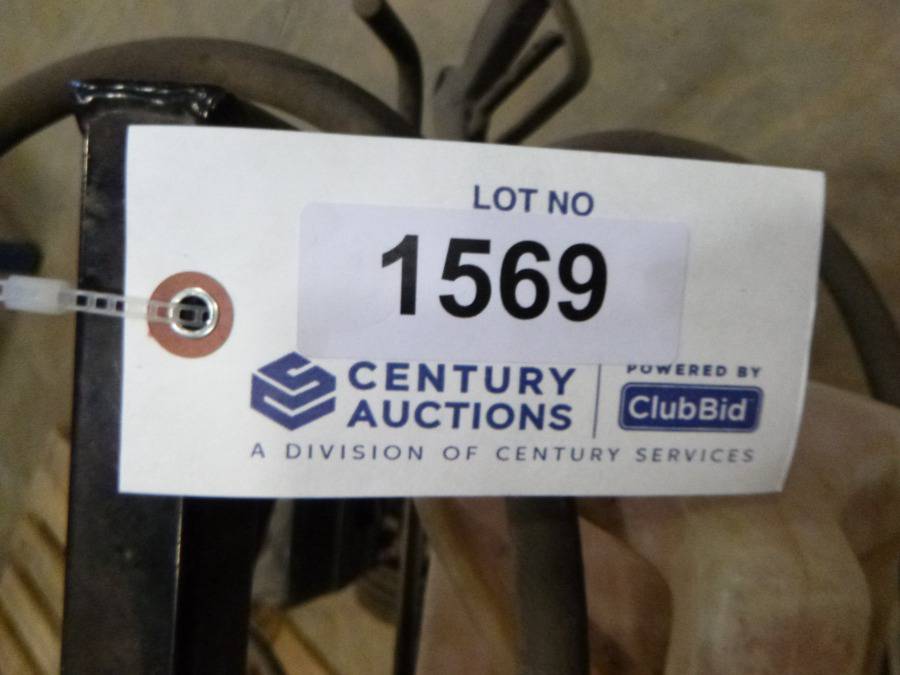 LOT NO
1569
CENTURY
AUCTIONS
POWERED BY
ClubBid
A DIVISION OF CENTURY SERVICES